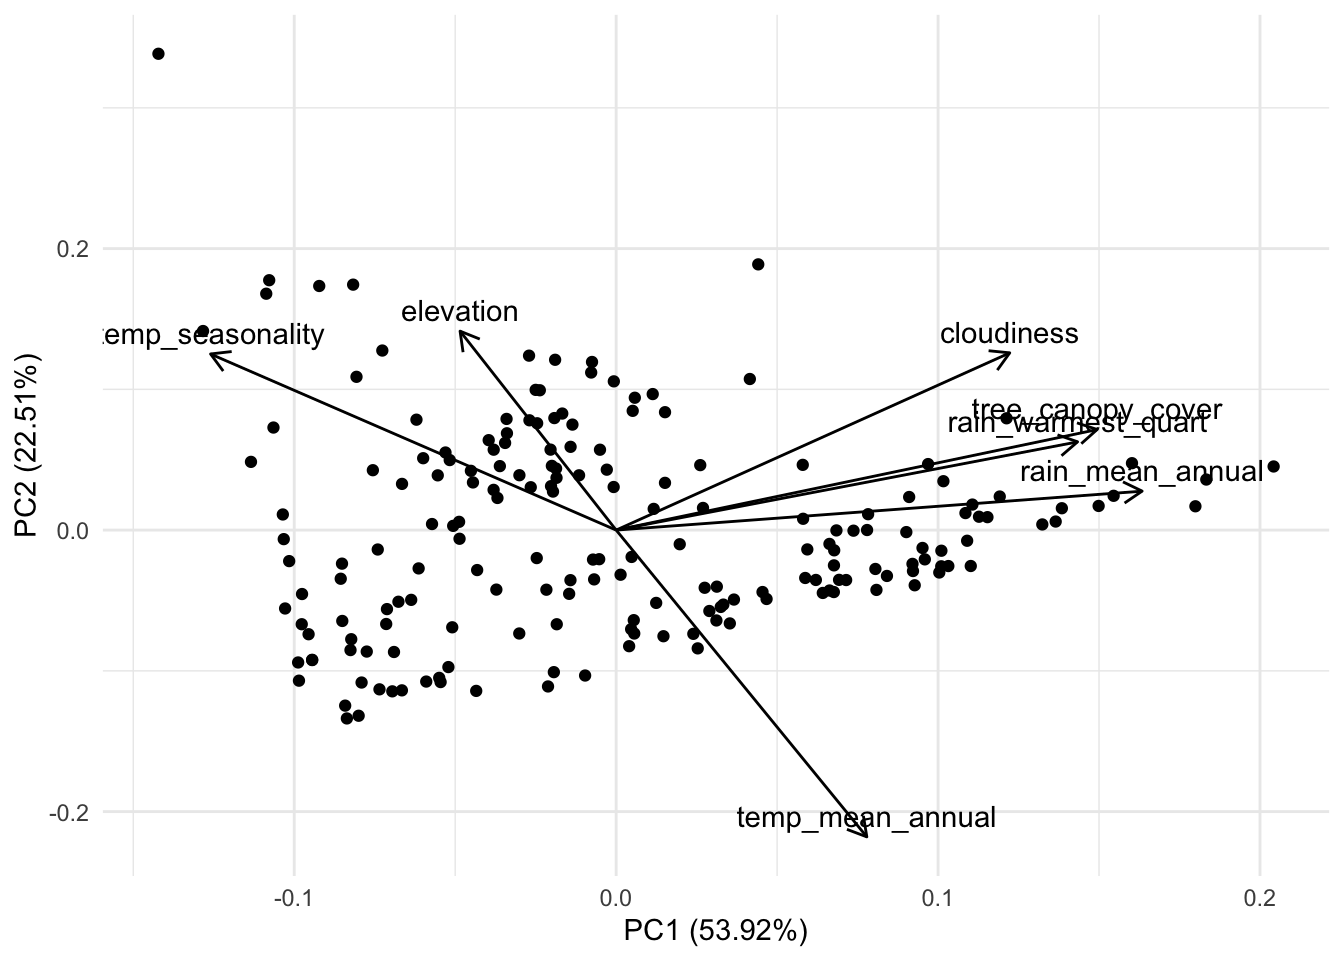 0.2
elevation
temp_seasonality
cloudiness
tree_canopy_cover
rain_warmest_quart
rain_mean_annual
0.0
-0.2
temp_mean_annual
PC2 (22.51%)
-0.1
0.0
0.1
0.2
PC1 (53.92%)